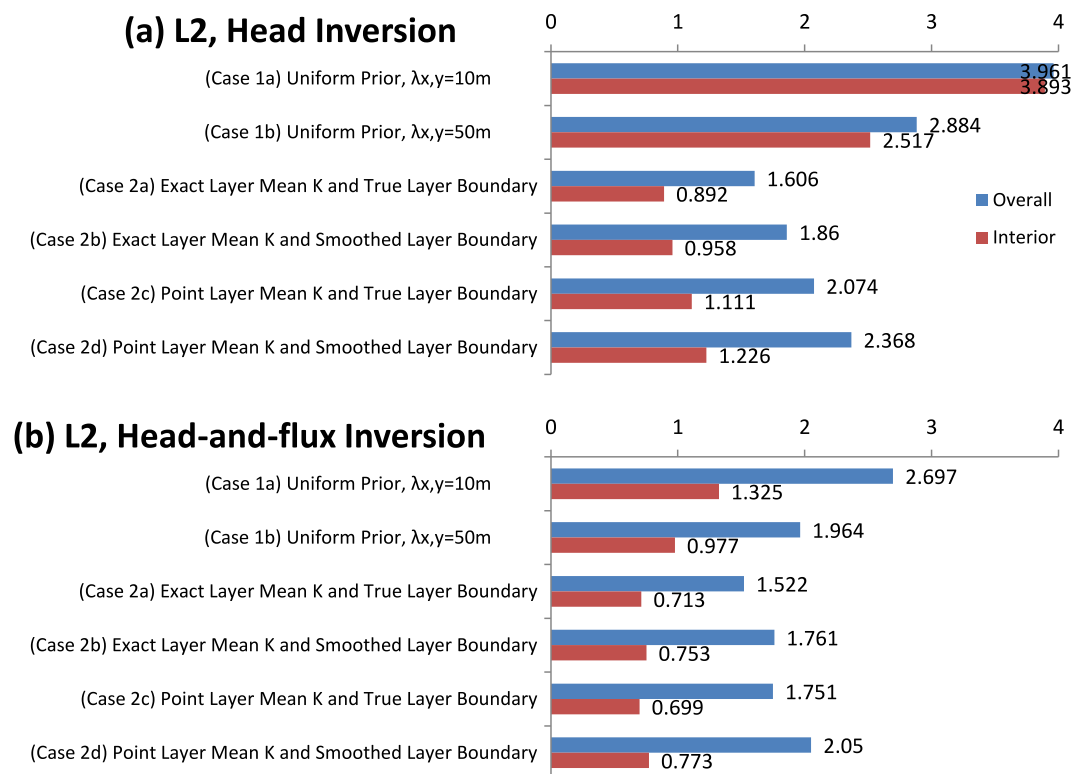 (a) L2, Head Inversion
0 1 2 3 4
(Case 1a) Uniform Prior, λx,y=10m
3.961
3.893
(Case 1b) Uniform Prior, λx,y=50m
2.884
2.517
(Case 2a) Exact Layer Mean K and True Layer Boundary
1.606
0.892
(Case 2b) Exact Layer Mean K and Smoothed Layer Boundary
1.86
0.958
(Case 2c) Point Layer Mean K and True Layer Boundary
2.074
1.111
(Case 2d) Point Layer Mean K and Smoothed Layer Boundary
2.368
1.226
Overall
Interior
(b) L2, Head-and-flux Inversion
0 1 2 3 4
(Case 1a) Uniform Prior, λx,y=10m
2.697
1.325
(Case 1b) Uniform Prior, λx,y=50m
1.964
0.977
(Case 2a) Exact Layer Mean K and True Layer Boundary
1.522
0.713
(Case 2b) Exact Layer Mean K and Smoothed Layer Boundary
1.761
0.753
(Case 2c) Point Layer Mean K and True Layer Boundary
1.751
0.699
(Case 2d) Point Layer Mean K and Smoothed Layer Boundary
2.05
0.773